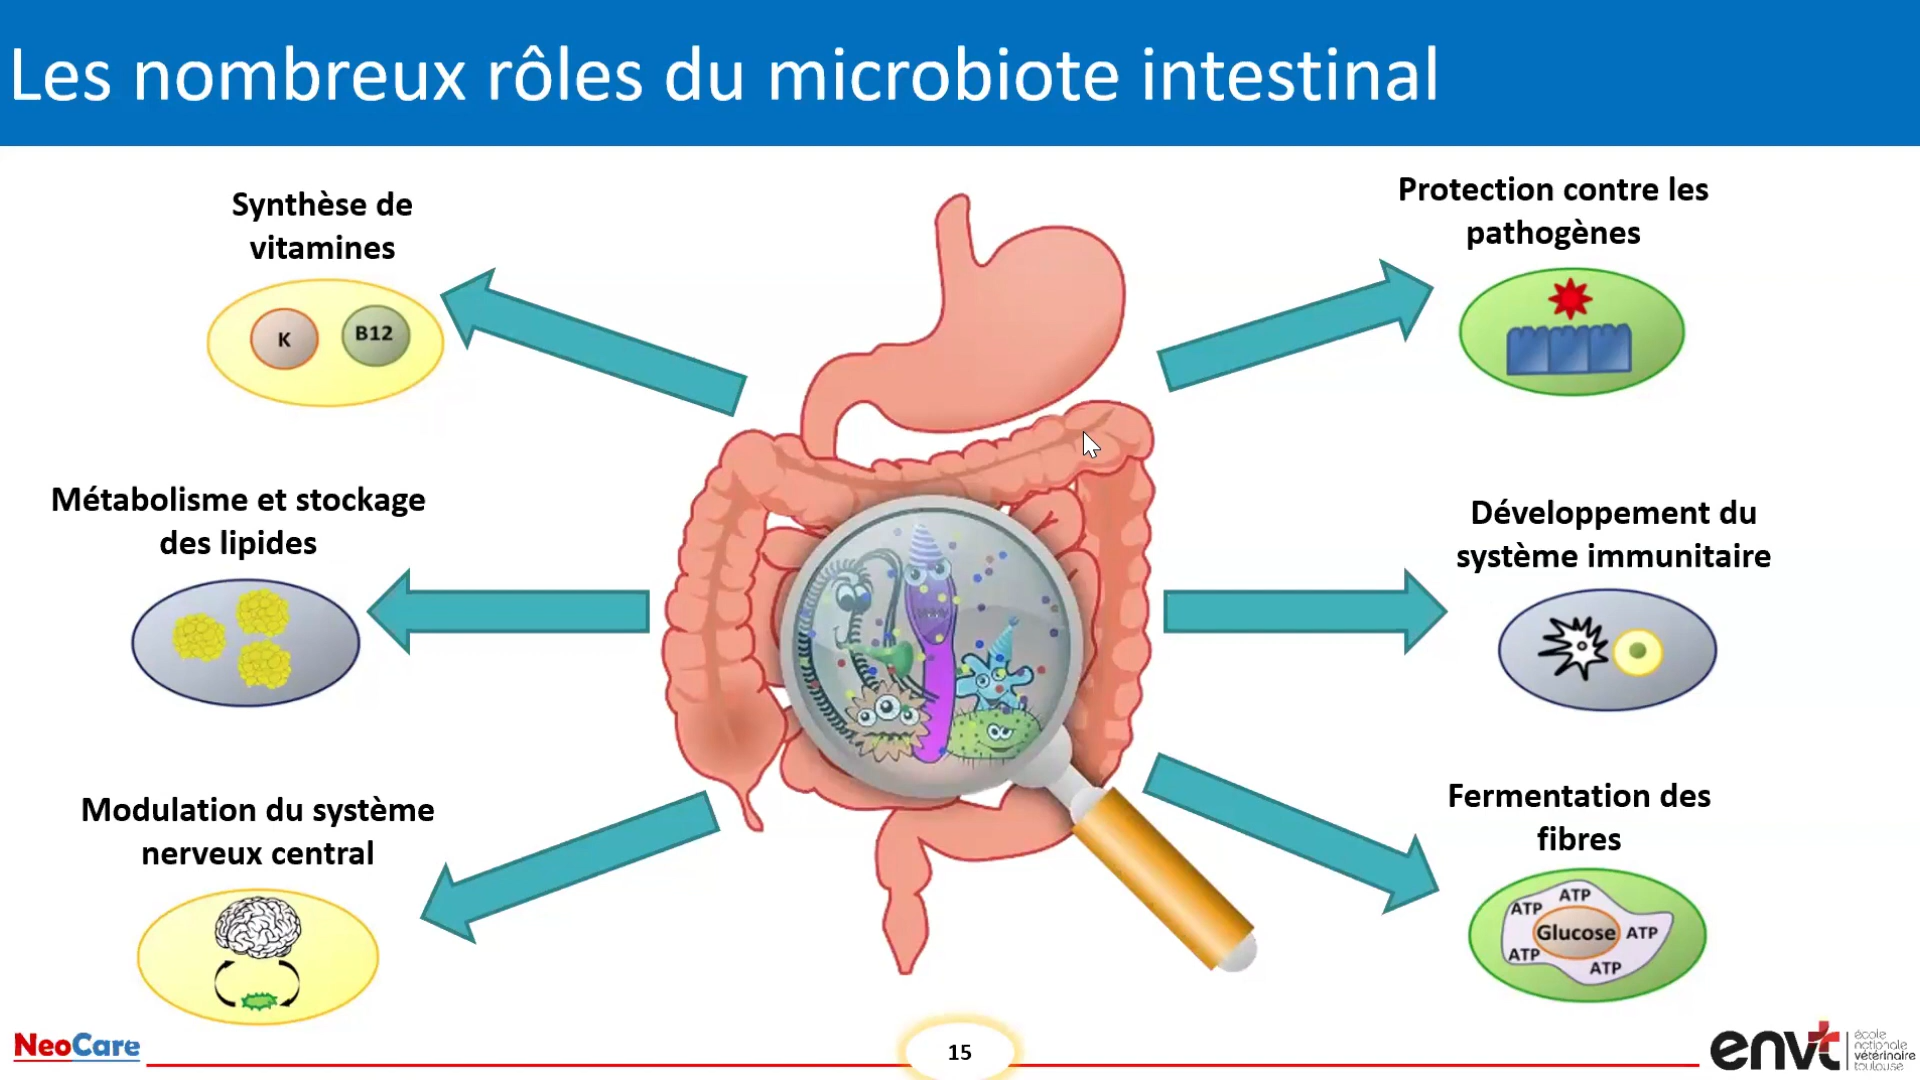 Les nombreux rôles du microbiote intestinal
Synthèse de
vitamines
K
B12
Métabolisme et stockage
des lipides
Modulation du système
nerveux central
Protection contre les
pathogènes
Développement du
système immunitaire
Fermentation des
fibres
ATP
ATP
Glucose
ATP
ATP
ATP
NeoCare
15
envt
école
nationale
vétérinaire
toulouse